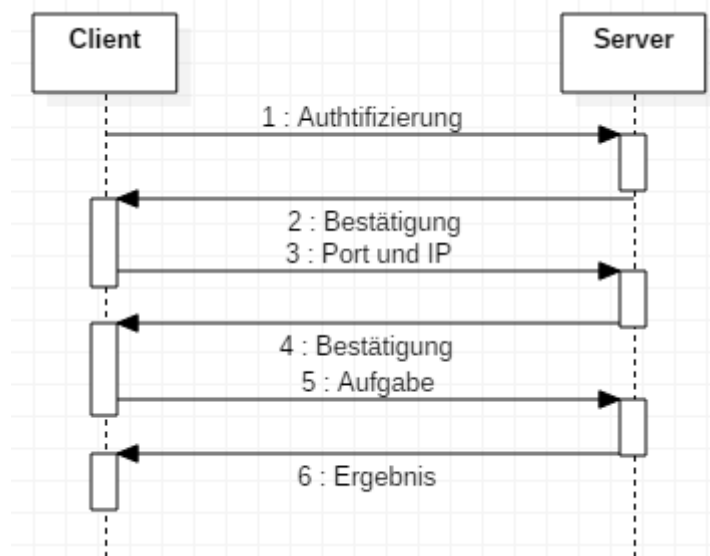 Client
Server
1 : Authtifizierung
2 : Bestätigung
3 : Port und IP
4 : Bestätigung
5 : Aufgabe
6 : Ergebnis